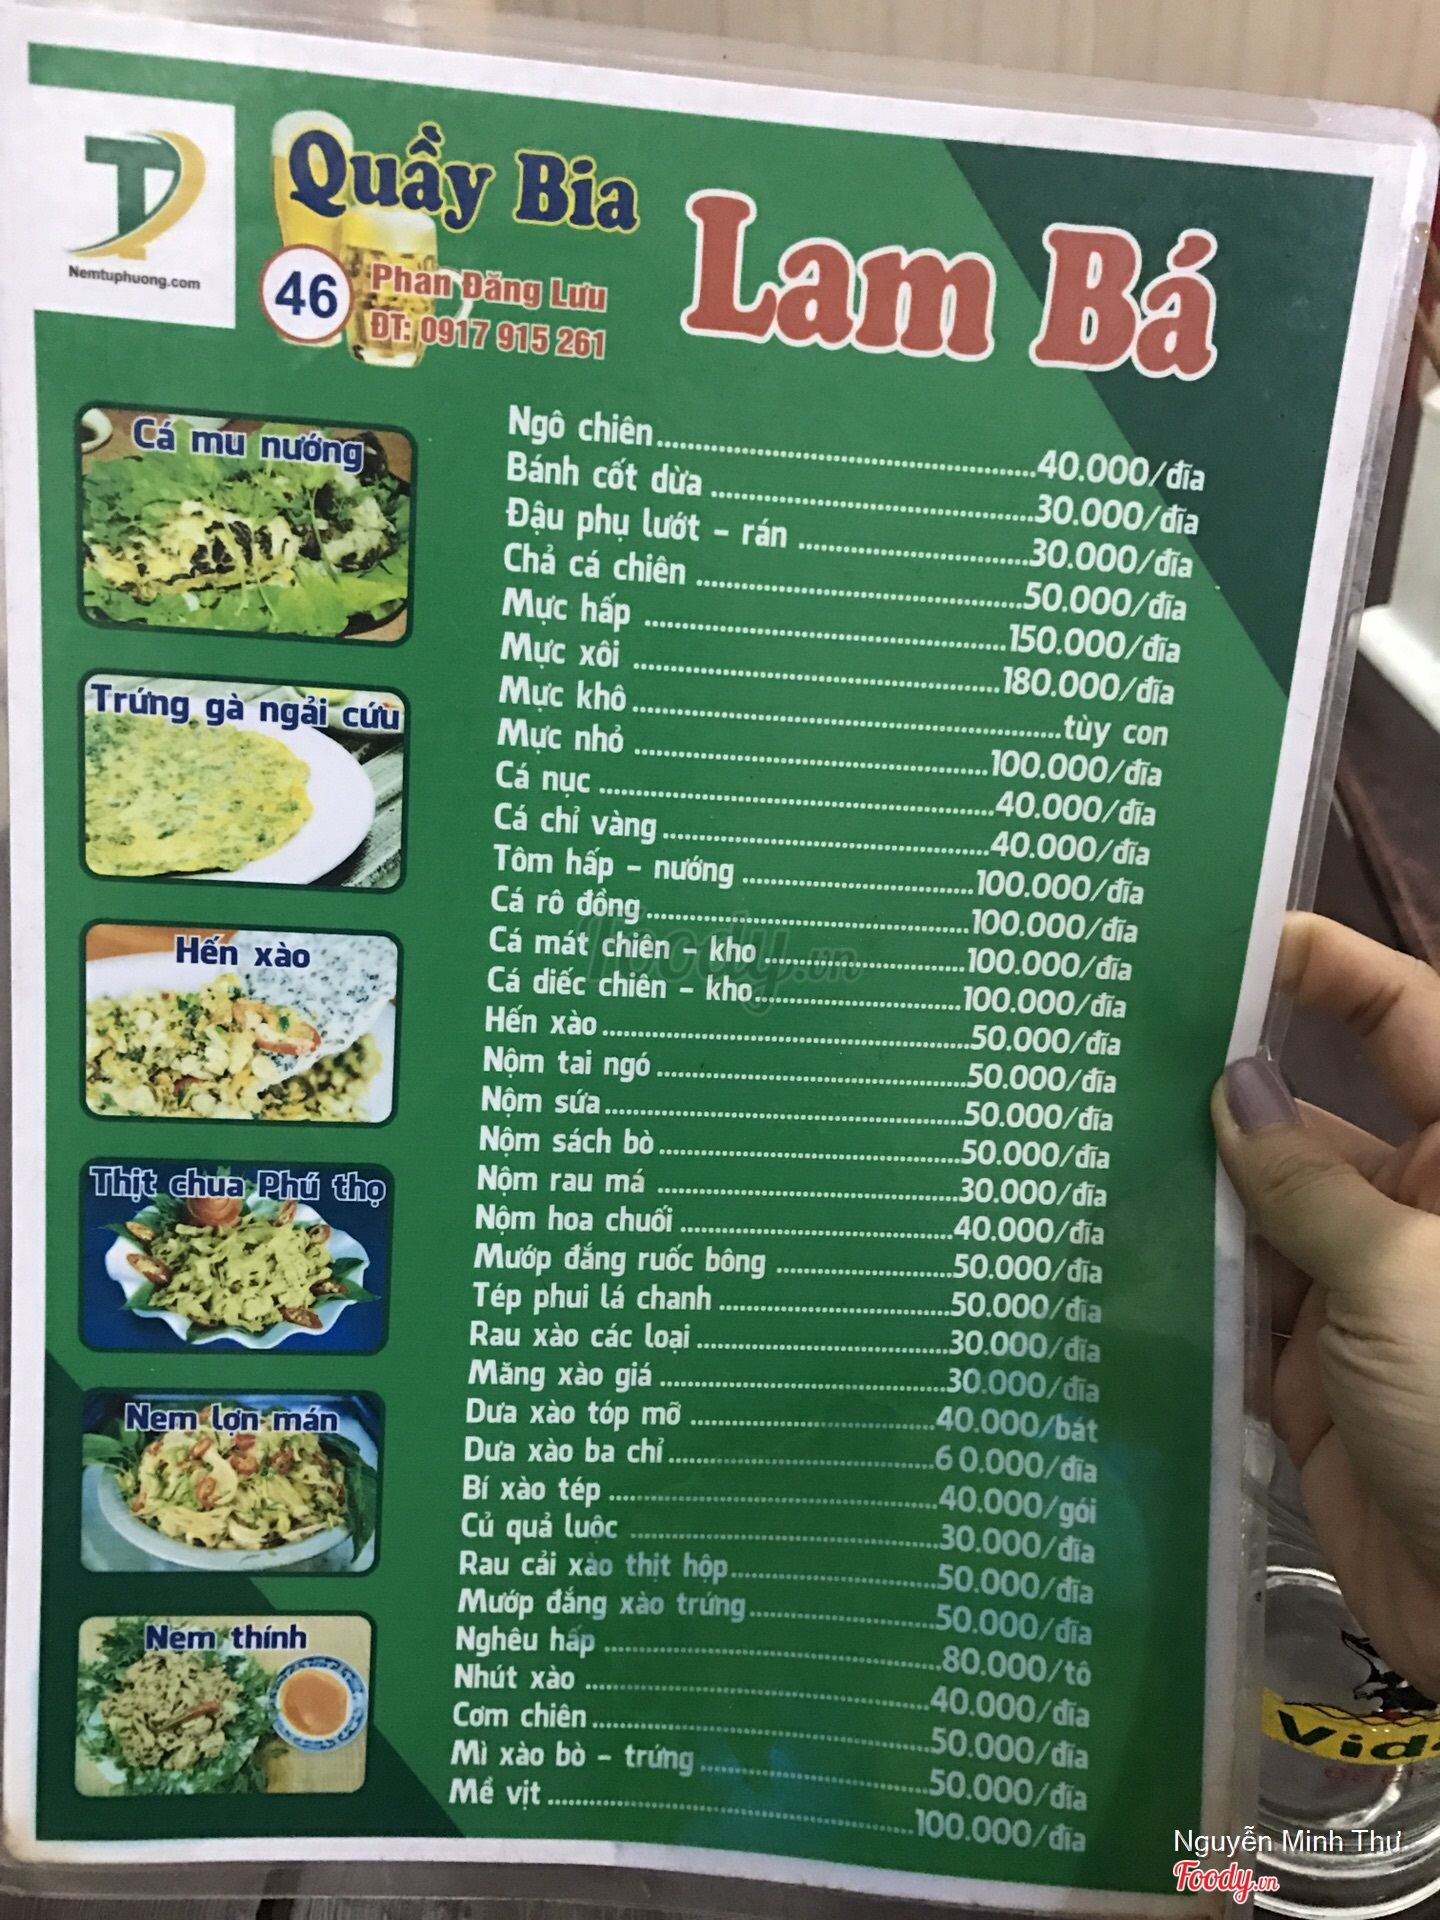 Nemtuphuong.com
Quầy Bia
46
Phan Đăng Lưu
ĐT: 0917 915 261
Lam Bá
Cá mu nướng
Trứng gà ngải cứu
Hến xào
Thịt chua Phú thọ
Nem lợn mán
Nem thính
Ngô chiên 40.000/đĩa
Bánh cốt dừa 30.000/đĩa
Đậu phụ lướt - rán 30.000/đĩa
Chả cá chiên 50.000/đĩa
Mực hấp 150.000/đĩa
Mực xôi 180.000/đĩa
Mực khô tùy con
Mực nhỏ 100.000/đĩa
Cá nục 40.000/đĩa
Cá chỉ vàng 40.000/đĩa
Tôm hấp - nướng 100.000/đĩa
Cá rô đồng 100.000/đĩa
Cá mát chiên - kho 100.000/đĩa
Cá diếc chiên - kho 100.000/đĩa
Hến xào 50.000/đĩa
Nộm tai ngó 50.000/đĩa
Nộm sứa 50.000/đĩa
Nộm sách bò 50.000/đĩa
Nộm rau má 30.000/đĩa
Nộm hoa chuối 40.000/đĩa
Mướp đắng ruốc bông 50.000/đĩa
Tép phui lá chanh 50.000/đĩa
Rau xào các loại 30.000/đĩa
Măng xào giá 30.000/đĩa
Dưa xào tóp mỡ 40.000/bát
Dưa xào ba chỉ 60.000/đĩa
Bí xào tép 40.000/gói
Củ quả luộc 30.000/đĩa
Rau cải xào thịt hộp 50.000/đĩa
Mướp đắng xào trứng 50.000/đĩa
Nghêu hấp 80.000/tô
Nhút xào 40.000/đĩa
Cơm chiên 50.000/đĩa
Mì xào bò - trứng 50.000/đĩa
Mề vịt 100.000/đĩa
Foody.vn
Nguyễn Minh Thư
Foody.vn